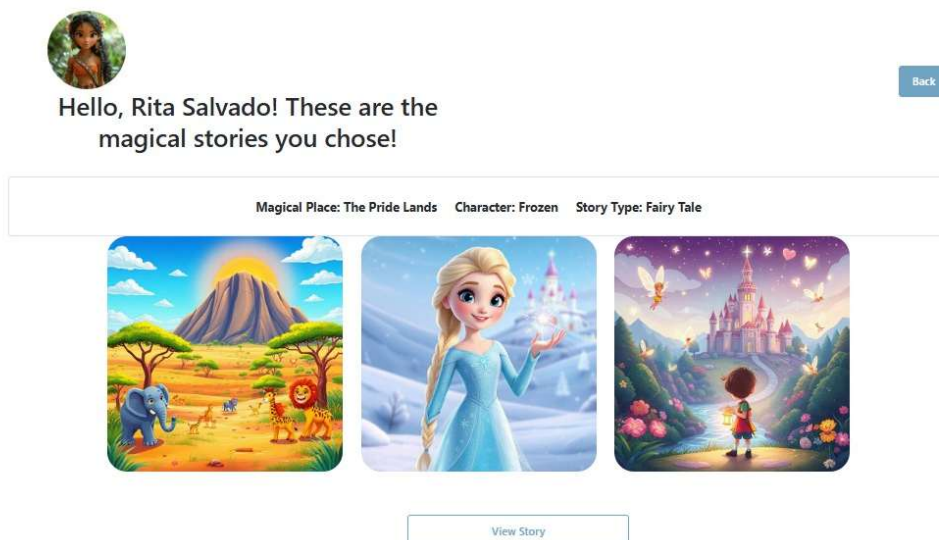 Back
Hello, Rita Salvado! These are the
magical stories you chose!
Magical Place: The Pride Lands Character: Frozen Story Type: Fairy Tale
View Story